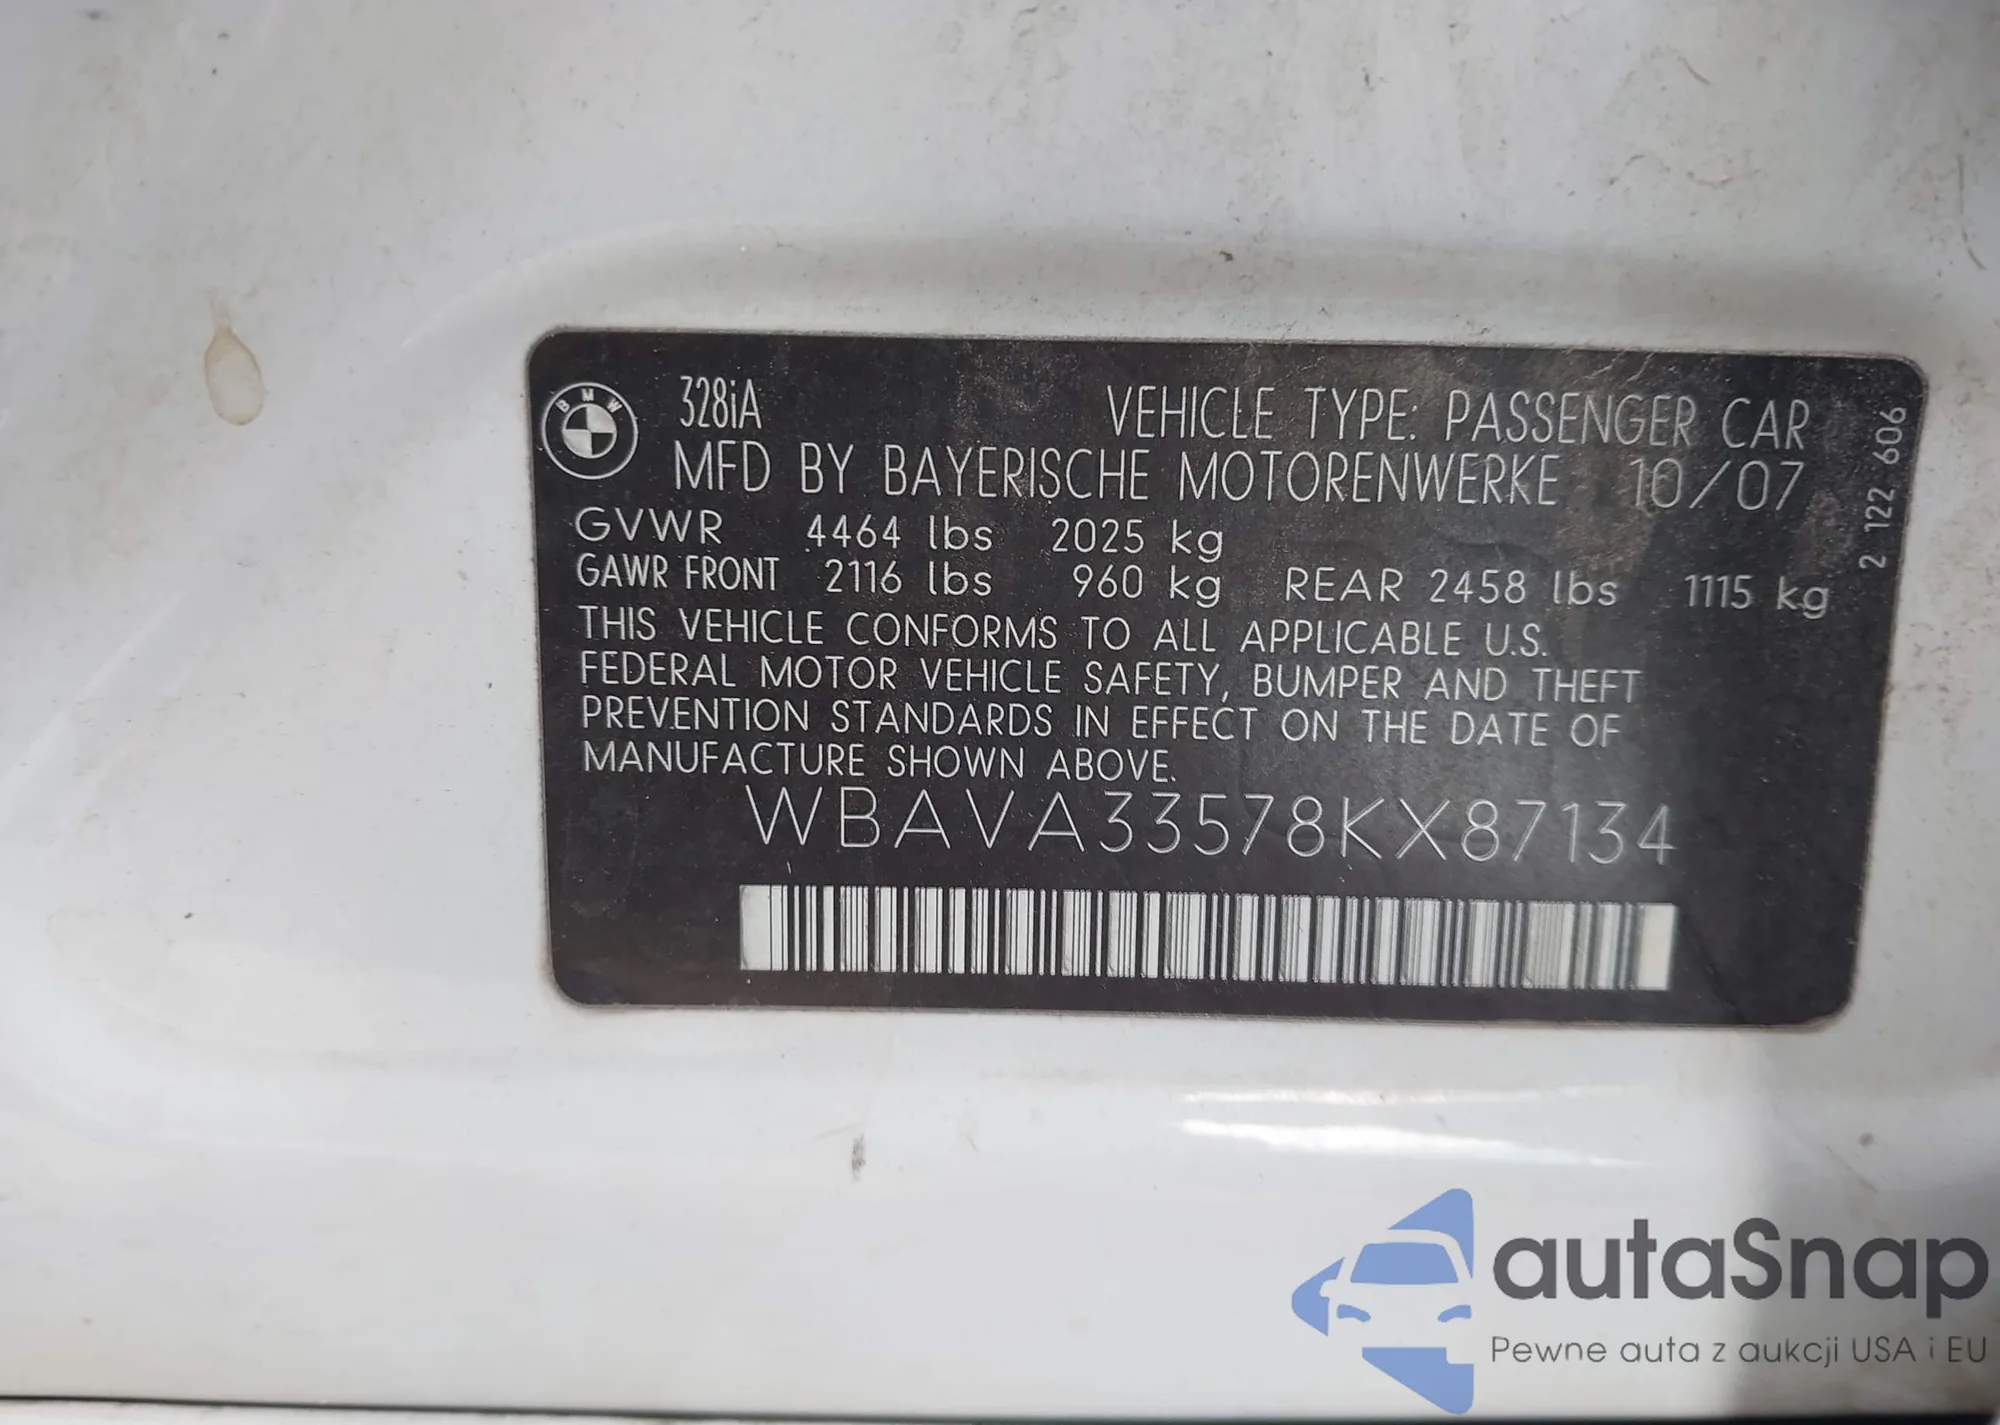 BMW
328iA
VEHICLE TYPE: PASSENGER CAR
MFD BY BAYERISCHE MOTORENWERKE 10/07
GVWR 4464 lbs 2025 kg
GAWR FRONT 2116 lbs 960 kg REAR 2458 lbs 1115 kg
THIS VEHICLE CONFORMS TO ALL APPLICABLE U.S.
FEDERAL MOTOR VEHICLE SAFETY, BUMPER AND THEFT
PREVENTION STANDARDS IN EFFECT ON THE DATE OF
MANUFACTURE SHOWN ABOVE.
WBAVA33578KX87134
2 122 606
autaSnap
Pewne auta z aukcji USA i EU